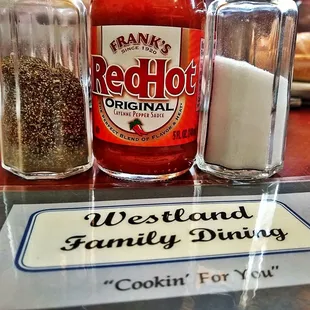 FRANK'S
SINCE 1920
RedHot
ORIGINAL
CAYENNE PEPPER SAUCE
Westland
Family Dining
"Cookin' For You"